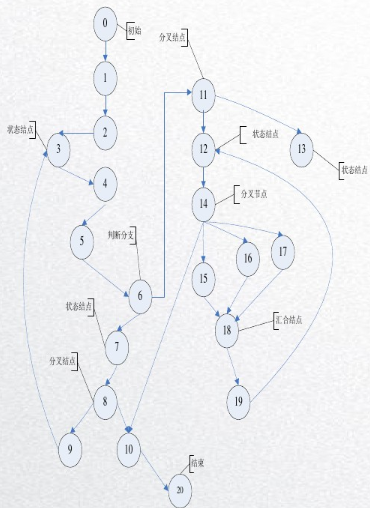 0
初始
分叉结点
1
11
2
状态结点
状态结点
3
12
13
状态结点
4
14
分叉节点
判断分支
5
16
17
15
6
状态结点
18
汇合结点
7
分叉结点
8
19
9
10
结束
20